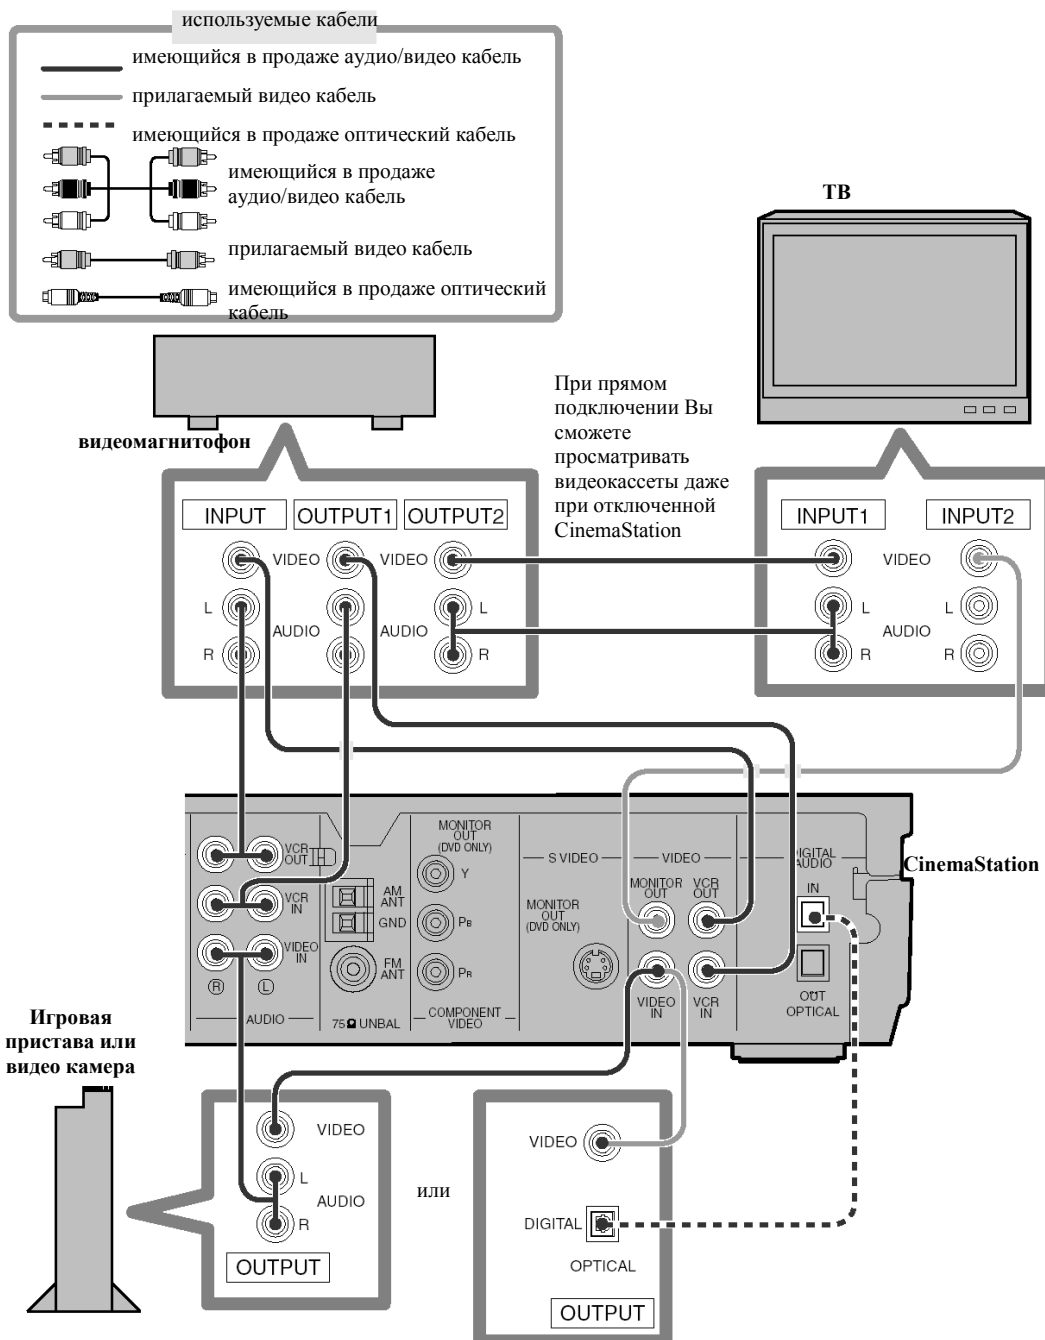 используемые кабели
имеющийся в продаже аудио/видео кабель
прилагаемый видео кабель
имеющийся в продаже оптический кабель
имеющийся в продаже
аудио/видео кабель
прилагаемый видео кабель
имеющийся в продаже оптический
кабель
ТВ
видеомагнитофон
При прямом
подключении Вы
сможете
просматривать
видеокассеты даже
при отключенной
CinemaStation
INPUT OUTPUT1 OUTPUT2
VIDEO VIDEO
L L
AUDIO AUDIO
R R
INPUT1 INPUT2
VIDEO
L L
AUDIO
R R
CinemaStation
VCR
OUT
VCR
IN
VIDEO
IN
R L
AUDIO
AM
ANT
GND
FM
ANT
75Ω UNBAL
MONITOR
OUT
(DVD ONLY)
Y
PB
PR
COMPONENT
VIDEO
S VIDEO
MONITOR
OUT
(DVD ONLY)
VIDEO
MONITOR
OUT
VCR
OUT
VIDEO
IN
VCR
IN
DIGITAL
AUDIO
IN
OUT
OPTICAL
Игровая
пристава или
видео камера
VIDEO
L
AUDIO
R
OUTPUT
или
VIDEO
DIGITAL
OPTICAL
OUTPUT